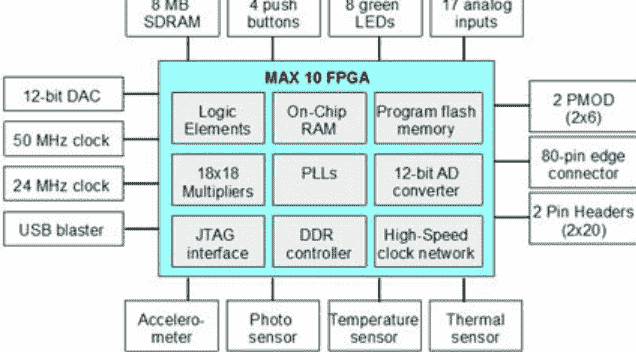 8 MB
SDRAM
4 push
buttons
8 green
LEDs
17 analog
inputs
MAX 10 FPGA
12-bit DAC
50 MHz clock
24 MHz clock
USB blaster
Logic
Elements
On-Chip
RAM
Program flash
memory
18x18
Multipliers
PLLs
12-bit AD
converter
JTAG
interface
DDR
controller
High-Speed
clock network
2 PMOD
(2x6)
80-pin edge
connector
2 Pin Headers
(2x20)
Accelero-
meter
Photo
sensor
Temperature
sensor
Thermal
sensor